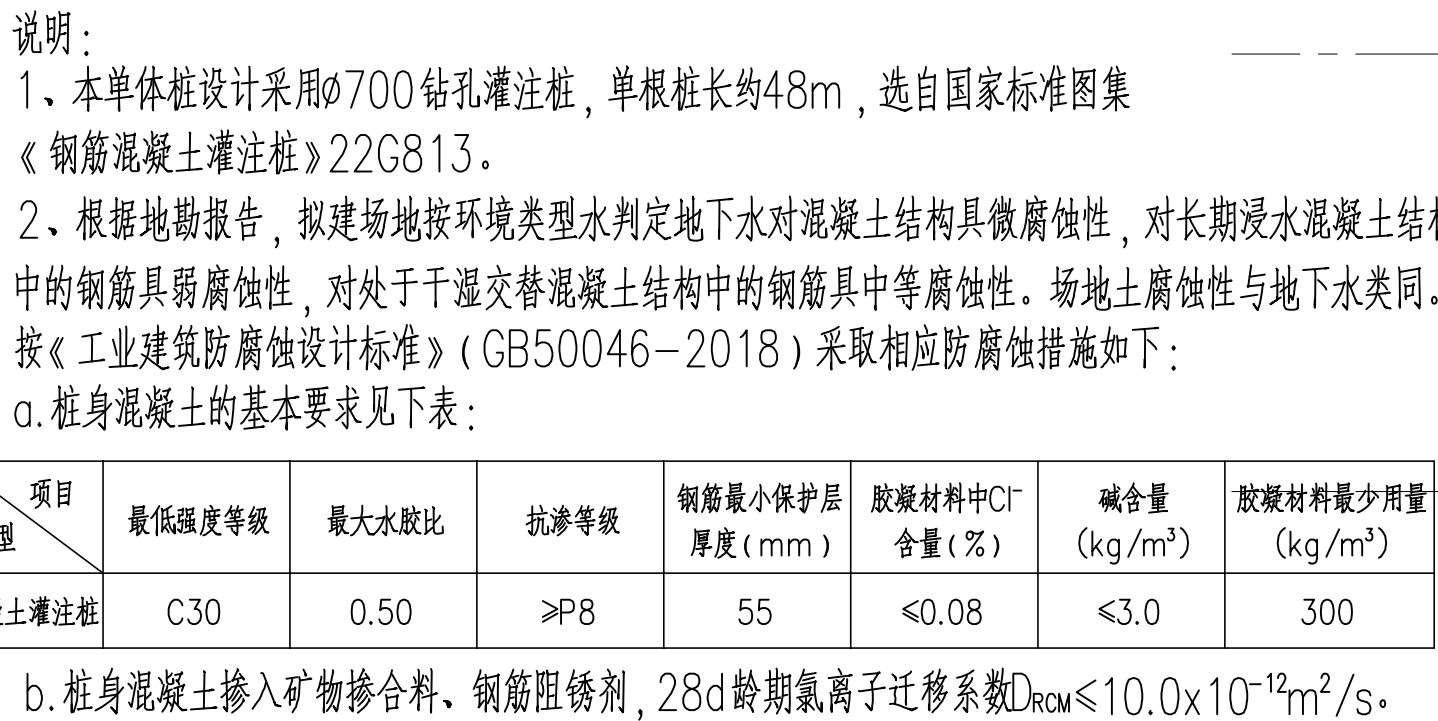 说明：
1、本单体桩设计采用ø700钻孔灌注桩，单根桩长约48m，选自国家标准图集
《钢筋混凝土灌注桩》22G813。
2、根据地勘报告，拟建场地按环境类型水判定地下水对混凝土结构具微腐蚀性，对长期浸水混凝土结构
中的钢筋具弱腐蚀性，对处于干湿交替混凝土结构中的钢筋具中等腐蚀性。场地土腐蚀性与地下水类同。
按《工业建筑防腐蚀设计标准》(GB50046-2018)采取相应防腐蚀措施如下：
a.桩身混凝土的基本要求见下表：
项目
型
最低强度等级 最大水胶比 抗渗等级 钢筋最小保护层厚度(mm) 胶凝材料中Cl⁻含量(%) 碱含量(kg/m³) 胶凝材料最少用量(kg/m³)
土灌注桩 C30 0.50 ≥P8 55 ≤0.08 ≤3.0 300
b.桩身混凝土掺入矿物掺合料、钢筋阻锈剂，28d龄期氯离子迁移系数DRCM≤10.0x10⁻¹²m²/s。